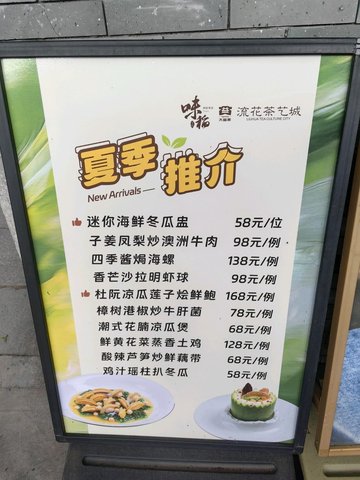 味稻
流花茶艺城
LIUHUA TEA CULTURE CITY
夏季
推介
New Arrivals
迷你海鲜冬瓜盅 58元/位
子姜凤梨炒澳洲牛肉 98元/例
四季酱焗海螺 138元/例
香芒沙拉明虾球 98元/例
杜阮凉瓜莲子烩鲜鲍 168元/例
樟树港椒炒牛肝菌 78元/例
潮式花腩凉瓜煲 68元/例
鲜黄花菜蒸香土鸡 128元/例
酸辣芦笋炒鲜藕带 68元/例
鸡汁瑶柱扒冬瓜 58元/例